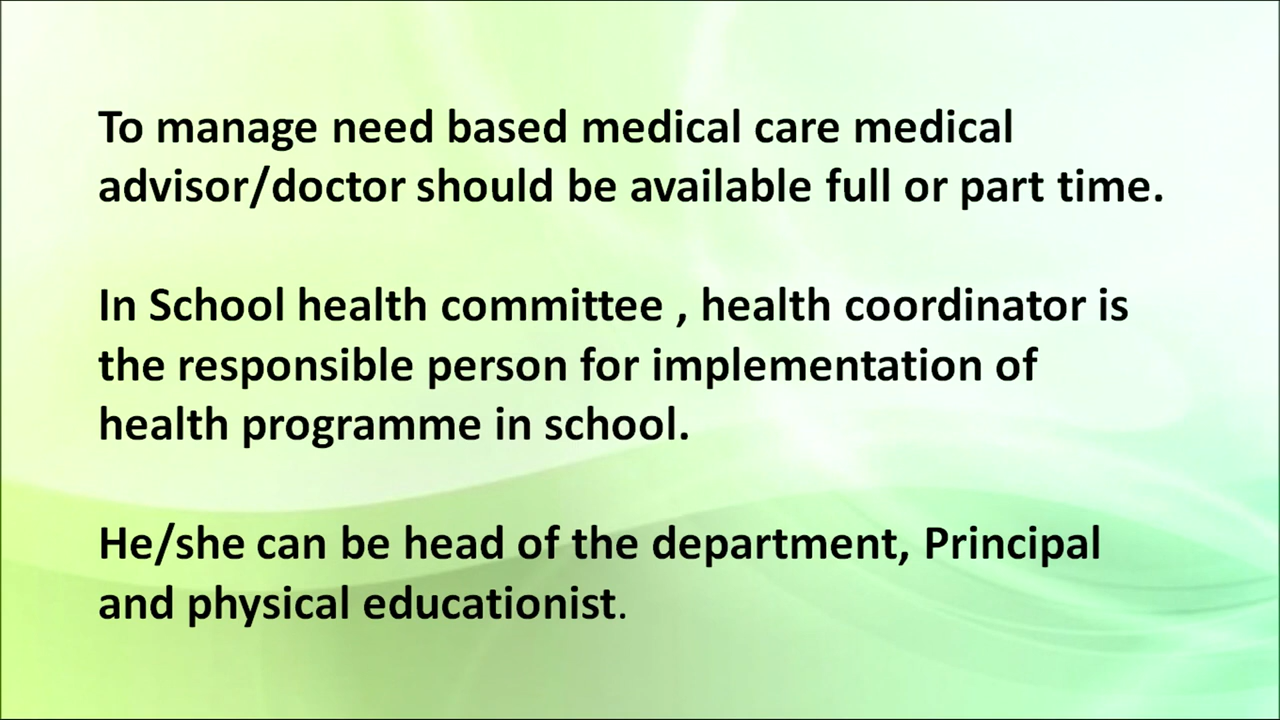 To manage need based medical care medical
advisor/doctor should be available full or part time.
In School health committee , health coordinator is
the responsible person for implementation of
health programme in school.
He/she can be head of the department, Principal
and physical educationist.